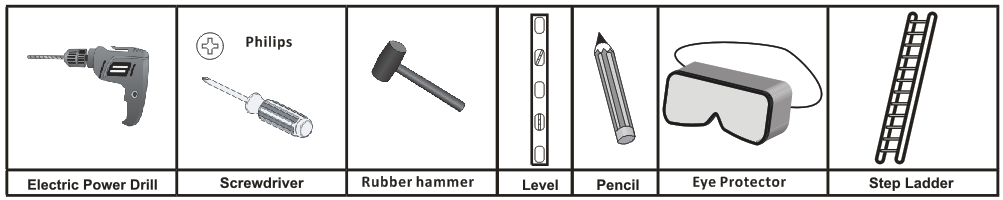 Philips
Electric Power Drill
Screwdriver
Rubber hammer
Level
Pencil
Eye Protector
Step Ladder